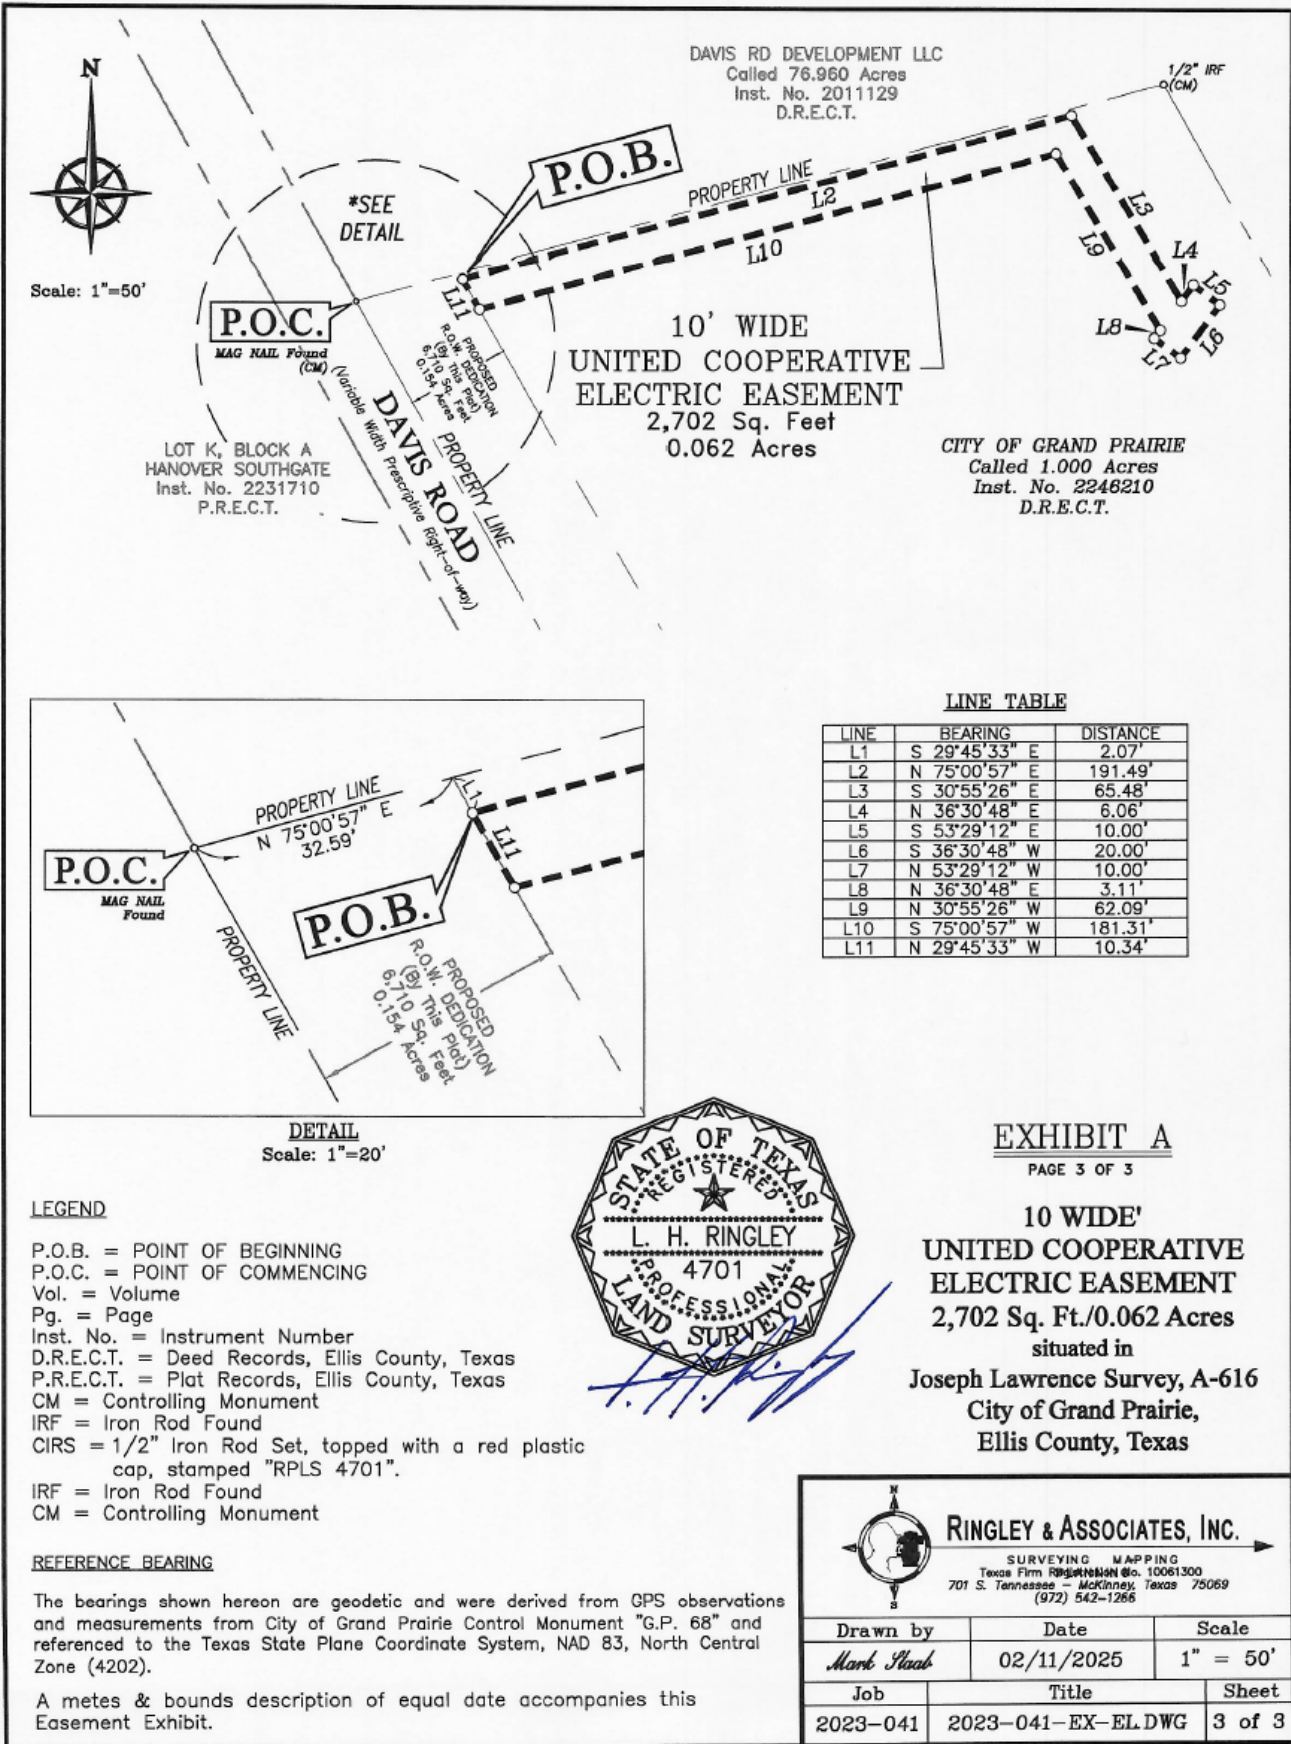 N
Scale: 1"=50'
DAVIS RD DEVELOPMENT LLC
Called 76.960 Acres
Inst. No. 2011129
D.R.E.C.T.
1/2" IRF
(CM)
*SEE
DETAIL
P.O.B.
PROPERTY LINE
L2
L10
L3
L9
L4
L5
L6
L7
L8
L11
P.O.C.
MAG NAIL Found
(CM)
PROPOSED
R.O.W. DEDICATION
(By This Plat)
6,710 Sq. Feet
0.154 Acres
10' WIDE
UNITED COOPERATIVE
ELECTRIC EASEMENT
2,702 Sq. Feet
0.062 Acres
DAVIS ROAD
(Variable Width Prescriptive Right-of-way)
PROPERTY LINE
LOT K, BLOCK A
HANOVER SOUTHGATE
Inst. No. 2231710
P.R.E.C.T.
CITY OF GRAND PRAIRIE
Called 1.000 Acres
Inst. No. 2246210
D.R.E.C.T.
PROPERTY LINE
N 75°00'57" E
32.59'
L1
L11
P.O.C.
MAG NAIL
Found
P.O.B.
PROPERTY LINE
PROPOSED
R.O.W. DEDICATION
(By This Plat)
6,710 Sq. Feet
0.154 Acres
DETAIL
Scale: 1"=20'
LINE TABLE
LINE BEARING DISTANCE
L1 S 29°45'33" E 2.07'
L2 N 75°00'57" E 191.49'
L3 S 30°55'26" E 65.48'
L4 N 36°30'48" E 6.06'
L5 S 53°29'12" E 10.00'
L6 S 36°30'48" W 20.00'
L7 N 53°29'12" W 10.00'
L8 N 36°30'48" E 3.11'
L9 N 30°55'26" W 62.09'
L10 S 75°00'57" W 181.31'
L11 N 29°45'33" W 10.34'
STATE OF TEXAS
REGISTERED
L. H. RINGLEY
4701
PROFESSIONAL
LAND SURVEYOR
EXHIBIT A
PAGE 3 OF 3
10 WIDE'
UNITED COOPERATIVE
ELECTRIC EASEMENT
2,702 Sq. Ft./0.062 Acres
situated in
Joseph Lawrence Survey, A-616
City of Grand Prairie,
Ellis County, Texas
LEGEND
P.O.B. = POINT OF BEGINNING
P.O.C. = POINT OF COMMENCING
Vol. = Volume
Pg. = Page
Inst. No. = Instrument Number
D.R.E.C.T. = Deed Records, Ellis County, Texas
P.R.E.C.T. = Plat Records, Ellis County, Texas
CM = Controlling Monument
IRF = Iron Rod Found
CIRS = 1/2" Iron Rod Set, topped with a red plastic
cap, stamped "RPLS 4701".
IRF = Iron Rod Found
CM = Controlling Monument
REFERENCE BEARING
The bearings shown hereon are geodetic and were derived from GPS observations
and measurements from City of Grand Prairie Control Monument "G.P. 68" and
referenced to the Texas State Plane Coordinate System, NAD 83, North Central
Zone (4202).
A metes & bounds description of equal date accompanies this
Easement Exhibit.
N
S
RINGLEY & ASSOCIATES, INC.
SURVEYING MAPPING
Texas Firm No. 10061300
701 S. Tennessee – McKinney, Texas 75069
(972) 542-1266
Drawn by Date Scale
Mark Staab 02/11/2025 1" = 50'
Job Title Sheet
2023-041 2023-041-EX-EL.DWG 3 of 3